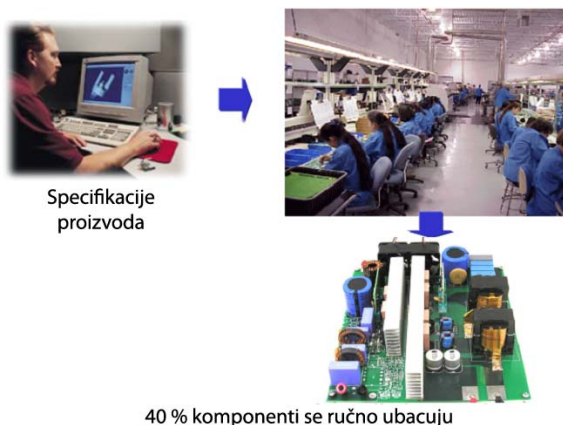 Specifikacije
proizvoda
40 % komponenti se ručno ubacuju